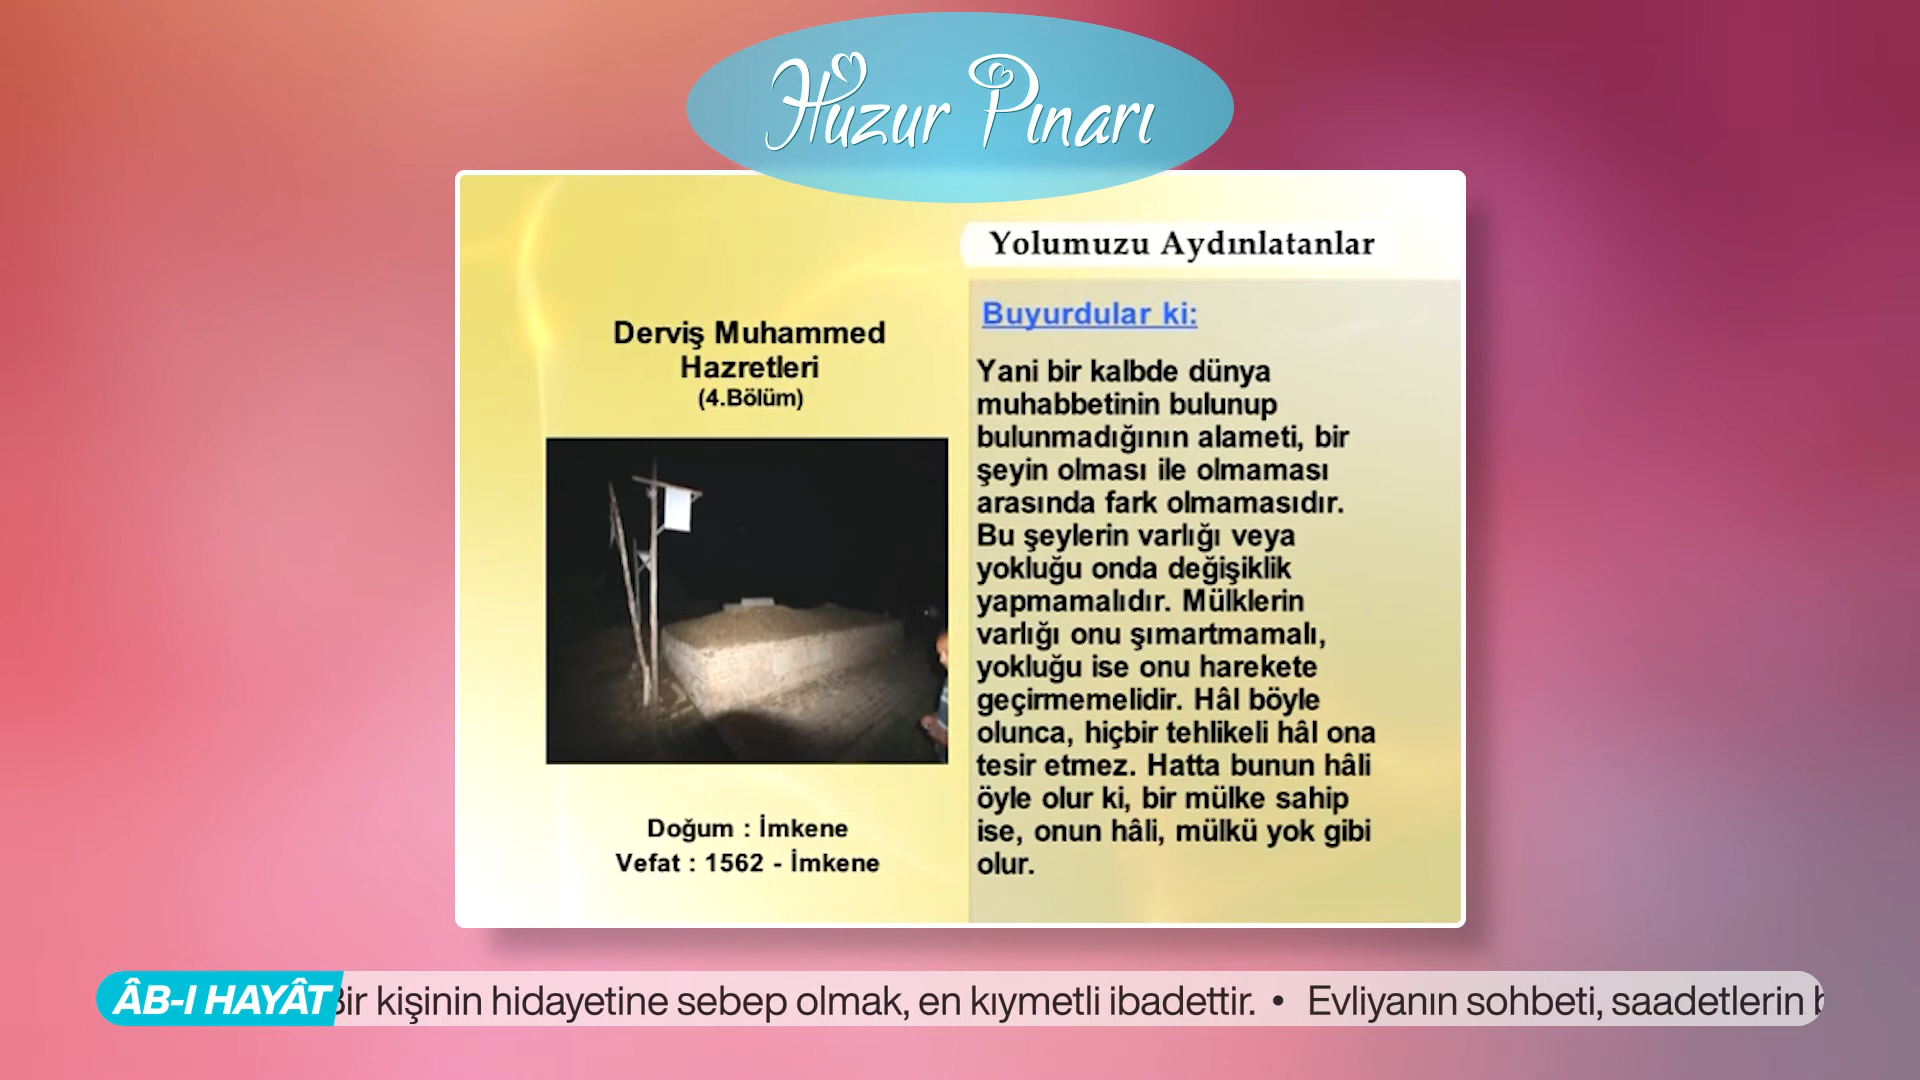 Huzur Pınarı
Yolumuzu Aydınlatanlar
Derviş Muhammed
Hazretleri
(4.Bölüm)
Doğum : İmkene
Vefat : 1562 - İmkene
Buyurdular ki:
Yani bir kalbde dünya
muhabbetinin bulunup
bulunmadığının alameti, bir
şeyin olması ile olmaması
arasında fark olmamasıdır.
Bu şeylerin varlığı veya
yokluğu onda değişiklik
yapmamalıdır. Mülklerin
varlığı onu şımartmamalı,
yokluğu ise onu harekete
geçirmemelidir. Hâl böyle
olunca, hiçbir tehlikeli hâl ona
tesir etmez. Hatta bunun hâli
öyle olur ki, bir mülke sahip
ise, onun hâli, mülkü yok gibi
olur.
ÂB-I HAYÂT
Bir kişinin hidayetine sebep olmak, en kıymetli ibadettir. • Evliyanın sohbeti, saadetlerin